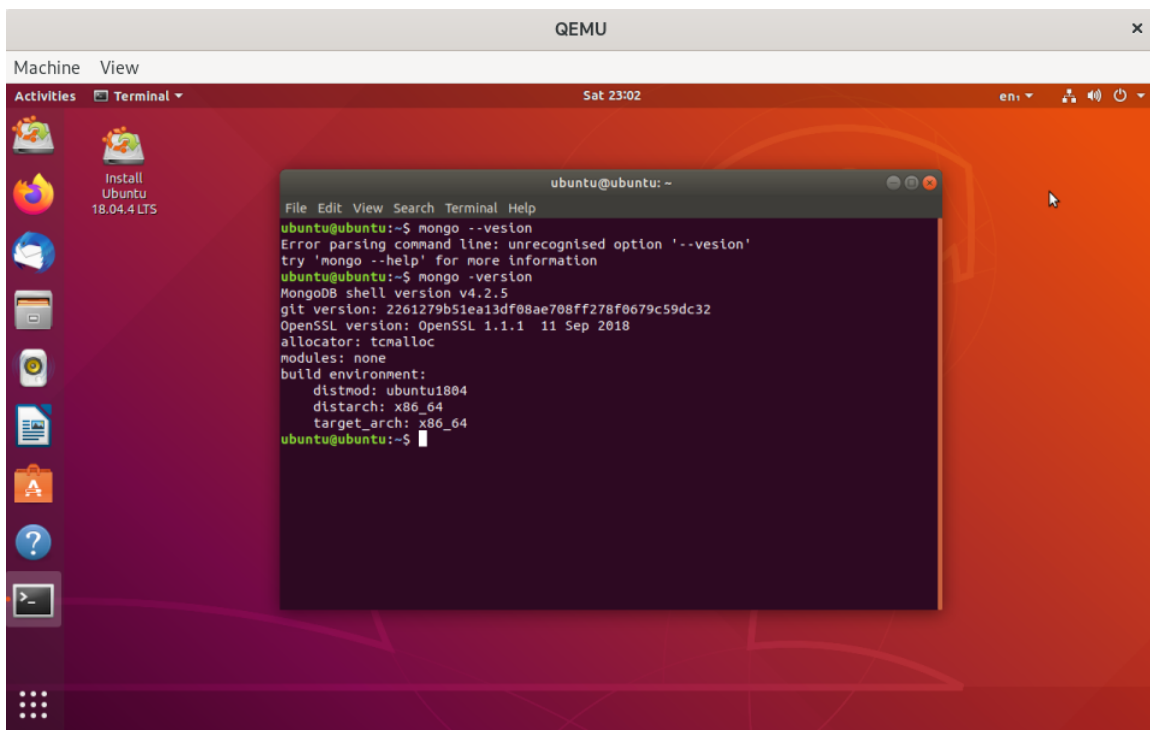 QEMU
Machine View
Activities Terminal Sat 23:02 en₁
Install
Ubuntu
18.04.4 LTS
ubuntu@ubuntu: ~
File Edit View Search Terminal Help
ubuntu@ubuntu:~$ mongo --vesion
Error parsing command line: unrecognised option '--vesion'
try 'mongo --help' for more information
ubuntu@ubuntu:~$ mongo -version
MongoDB shell version v4.2.5
git version: 2261279b51ea13df08ae708ff278f0679c59dc32
OpenSSL version: OpenSSL 1.1.1  11 Sep 2018
allocator: tcmalloc
modules: none
build environment:
    distmod: ubuntu1804
    distarch: x86_64
    target_arch: x86_64
ubuntu@ubuntu:~$